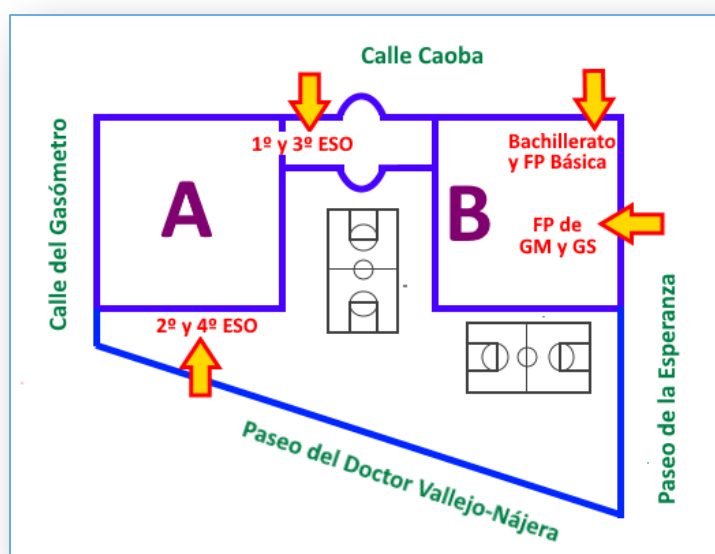 Calle Caoba
Calle del Gasómetro
1º y 3º ESO
Bachillerato
y FP Básica
A
B
FP de
GM y GS
2º y 4º ESO
Paseo de la Esperanza
Paseo del Doctor Vallejo-Nájera